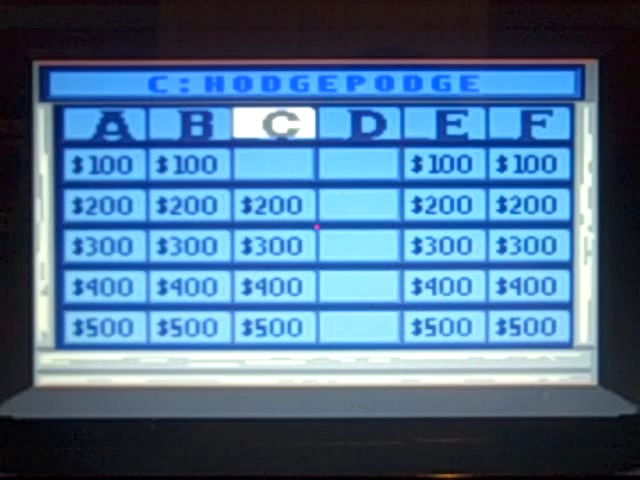 C:HODGEPODGE
A B C D E F
$100 $100 $100 $100
$200 $200 $200 $200 $200
$300 $300 $300 $300 $300
$400 $400 $400 $400 $400
$500 $500 $500 $500 $500